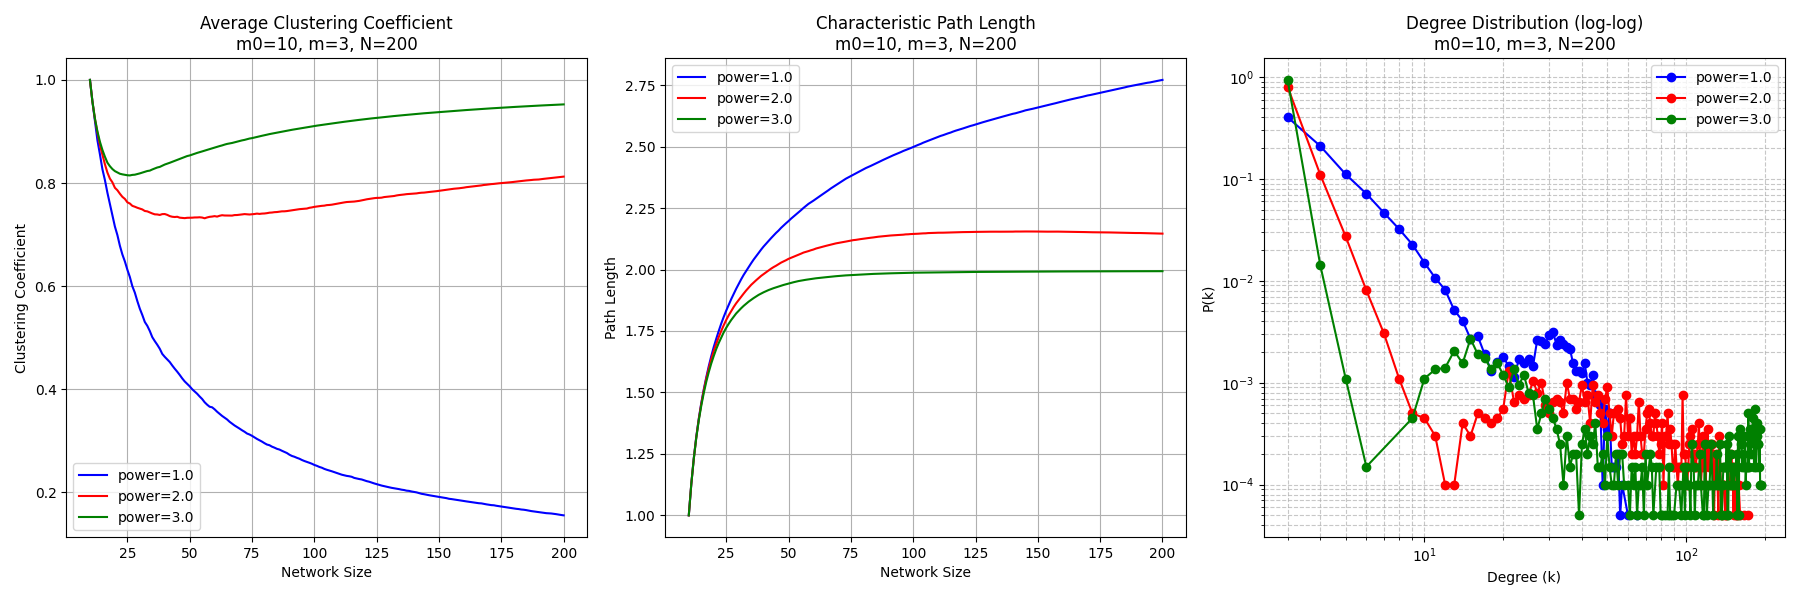 Average Clustering Coefficient
m0=10, m=3, N=200
Clustering Coefficient
1.0
0.8
0.6
0.4
0.2
power=1.0
power=2.0
power=3.0
25 50 75 100 125 150 175 200
Network Size
Characteristic Path Length
m0=10, m=3, N=200
power=1.0
power=2.0
power=3.0
Path Length
2.75
2.50
2.25
2.00
1.75
1.50
1.25
1.00
25 50 75 100 125 150 175 200
Network Size
Degree Distribution (log-log)
m0=10, m=3, N=200
power=1.0
power=2.0
power=3.0
P(k)
10⁰
10⁻¹
10⁻²
10⁻³
10⁻⁴
10¹ 10²
Degree (k)